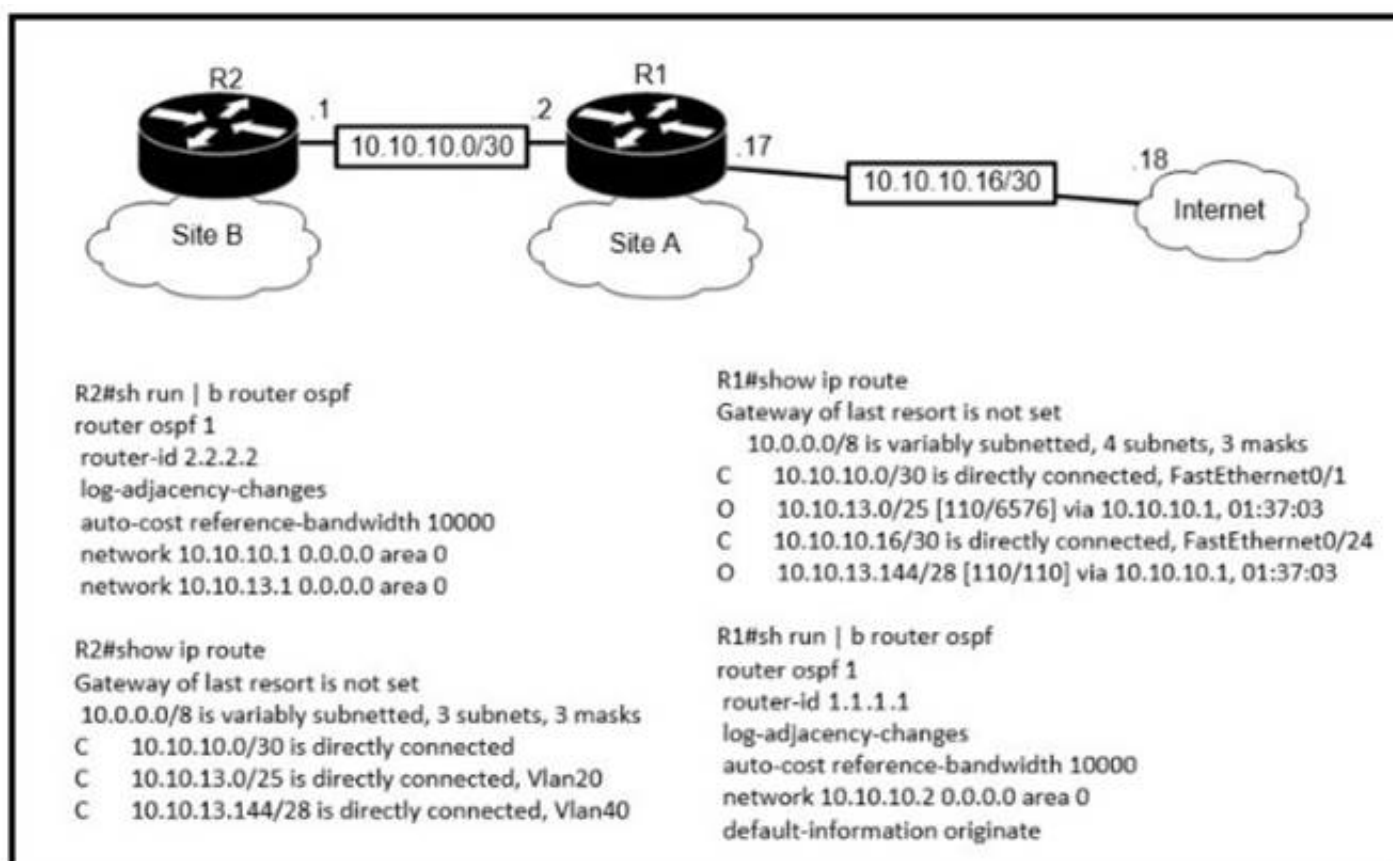 R2
R1
.1
10.10.10.0/30
.2
.17
10.10.10.16/30
.18
Internet
Site B
Site A
R2#sh run | b router ospf
router ospf 1
router-id 2.2.2.2
log-adjacency-changes
auto-cost reference-bandwidth 10000
network 10.10.10.1 0.0.0.0 area 0
network 10.10.13.1 0.0.0.0 area 0
R2#show ip route
Gateway of last resort is not set
10.0.0.0/8 is variably subnetted, 3 subnets, 3 masks
C 10.10.10.0/30 is directly connected
C 10.10.13.0/25 is directly connected, Vlan20
C 10.10.13.144/28 is directly connected, Vlan40
R1#show ip route
Gateway of last resort is not set
10.0.0.0/8 is variably subnetted, 4 subnets, 3 masks
C 10.10.10.0/30 is directly connected, FastEthernet0/1
O 10.10.13.0/25 [110/6576] via 10.10.10.1, 01:37:03
C 10.10.10.16/30 is directly connected, FastEthernet0/24
O 10.10.13.144/28 [110/110] via 10.10.10.1, 01:37:03
R1#sh run | b router ospf
router ospf 1
router-id 1.1.1.1
log-adjacency-changes
auto-cost reference-bandwidth 10000
network 10.10.10.2 0.0.0.0 area 0
default-information originate